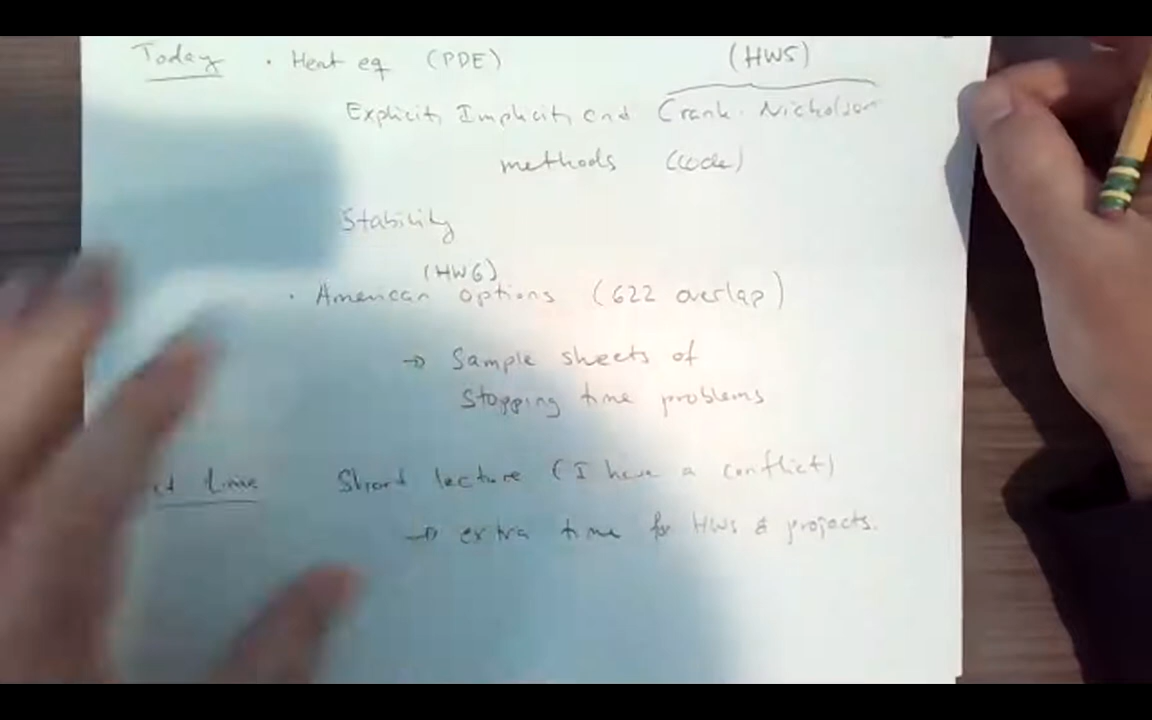 Today · Heat eq (PDE) (HW5)
Explicit, Implicit, and Crank-Nicholson
methods (code)
Stability
(HW6)
· American options (622 overlap)
→ Sample sheets of
stopping time problems
time Short lecture (I have a conflict)
→ extra time for HWs & projects.